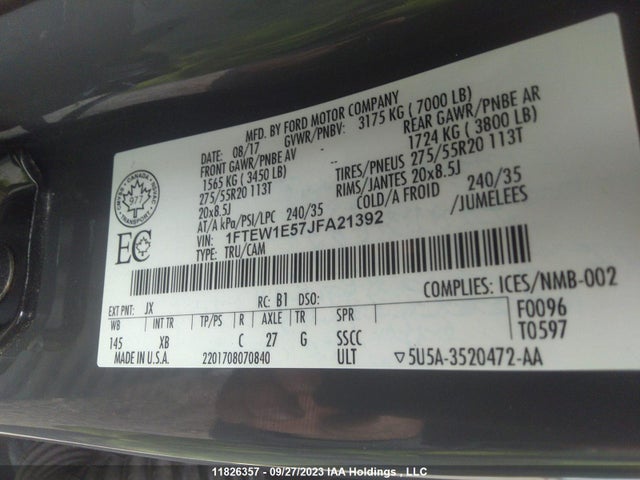 MFD. BY FORD MOTOR COMPANY
DATE: 08/17 GVWR/PNBV: 3175 KG ( 7000 LB)
FRONT GAWR/PNBE AV REAR GAWR/PNBE AR
1565 KG ( 3450 LB) 1724 KG ( 3800 LB)
275/55R20 113T TIRES/PNEUS 275/55R20 113T
20x8.5J RIMS/JANTES 20x8.5J
AT/A kPa/PSI/LPC 240/35 COLD/A FROID 240/35
VIN: 1FTEW1E57JFA21392 /JUMELEES
TYPE: TRU/CAM
CANADA
TRANSPORT
EC
COMPLIES: ICES/NMB-002
EXT PNT: JX RC: B1 DSO: F0096
WB INT TR TP/PS R AXLE TR SPR T0597
145 XB C 27 G SSCC
MADE IN U.S.A. 2201708070840 ULT ▽5U5A-3520472-AA
11826357 - 09/27/2023 IAA Holdings , LLC